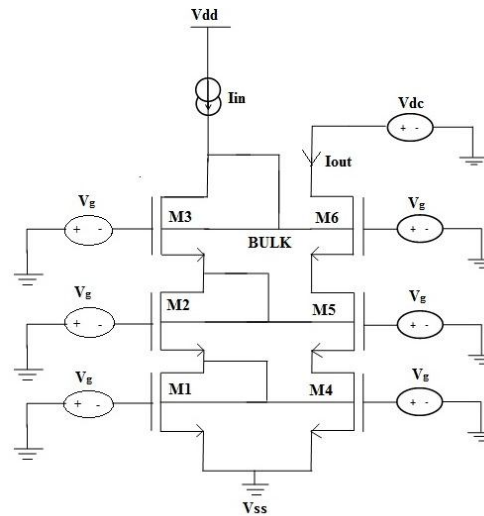 Vdd
Iin
Vdc
+ -
Iout
Vg
M3
M6
Vg
+ -
+ -
BULK
Vg
M2
M5
Vg
+ -
+ -
Vg
M1
M4
Vg
+ -
+ -
Vss